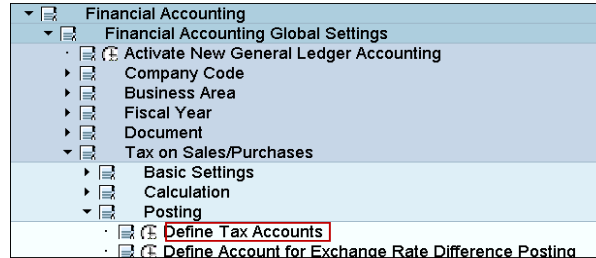 Financial Accounting
Financial Accounting Global Settings
Activate New General Ledger Accounting
Company Code
Business Area
Fiscal Year
Document
Tax on Sales/Purchases
Basic Settings
Calculation
Posting
Define Tax Accounts
Define Account for Exchange Rate Difference Posting